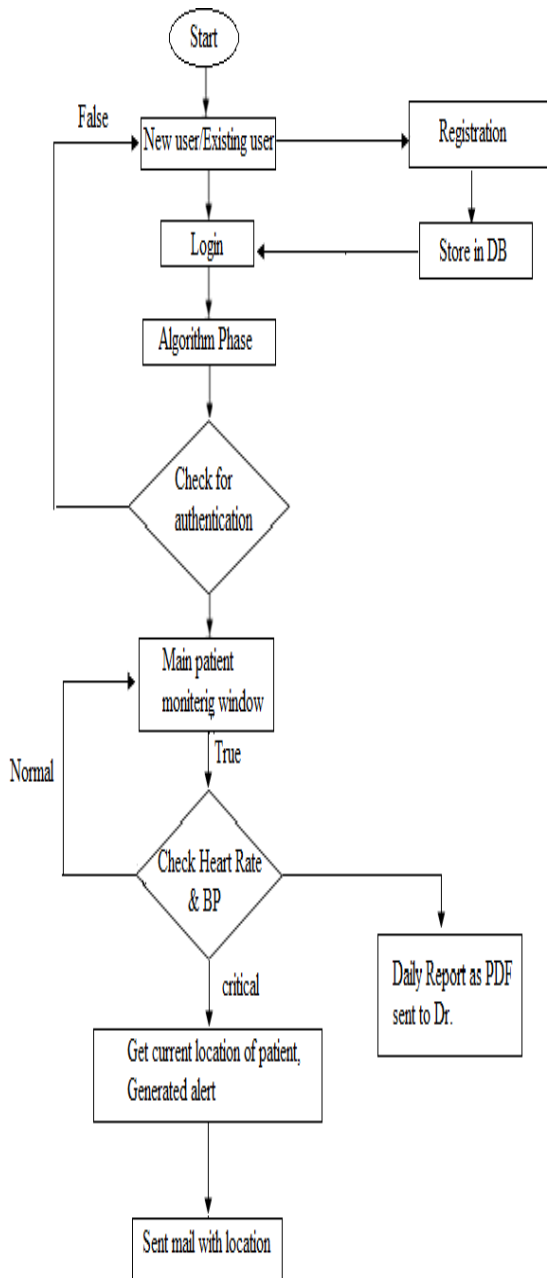 Start
False
New user/Existing user
Registration
Login
Store in DB
Algorithm Phase
Check for
authentication
Main patient
moniterig window
True
Normal
Check Heart Rate
& BP
critical
Daily Report as PDF
sent to Dr.
Get current location of patient,
Generated alert
Sent mail with location